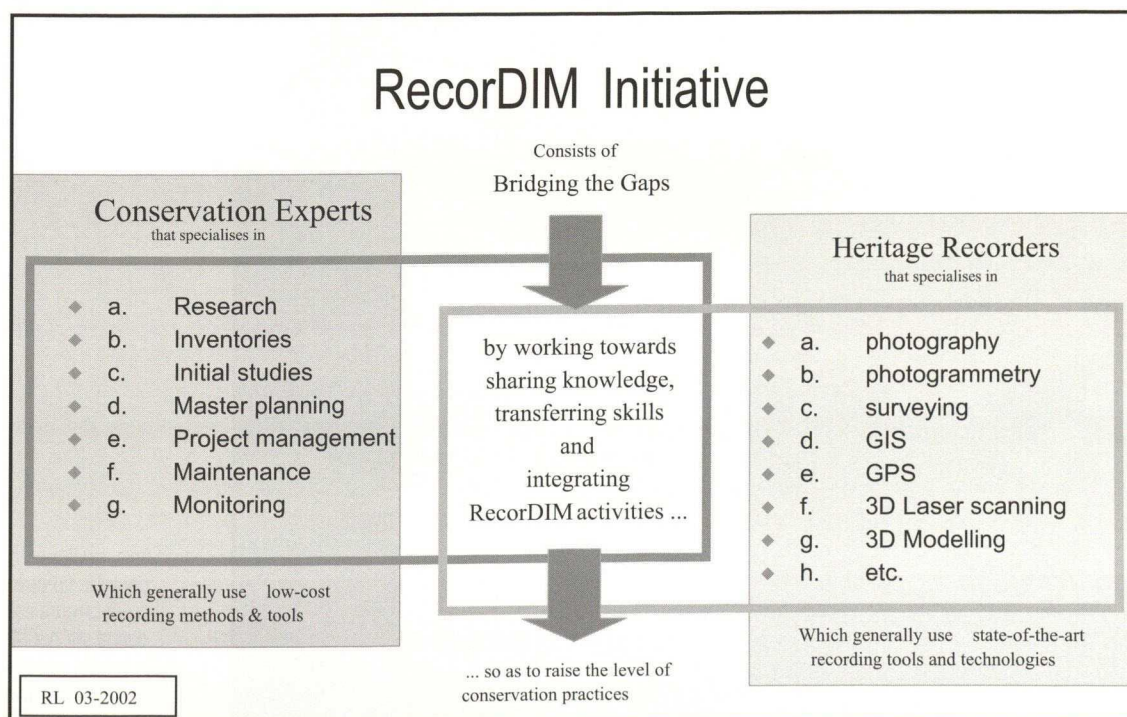 RecorDIM Initiative
Consists of
Bridging the Gaps
Conservation Experts
that specialises in
a. Research
b. Inventories
c. Initial studies
d. Master planning
e. Project management
f. Maintenance
g. Monitoring
Which generally use low-cost
recording methods & tools
by working towards
sharing knowledge,
transferring skills
and
integrating
RecorDIM activities ...
... so as to raise the level of
conservation practices
Heritage Recorders
that specialises in
a. photography
b. photogrammetry
c. surveying
d. GIS
e. GPS
f. 3D Laser scanning
g. 3D Modelling
h. etc.
Which generally use state-of-the-art
recording tools and technologies
RL 03-2002